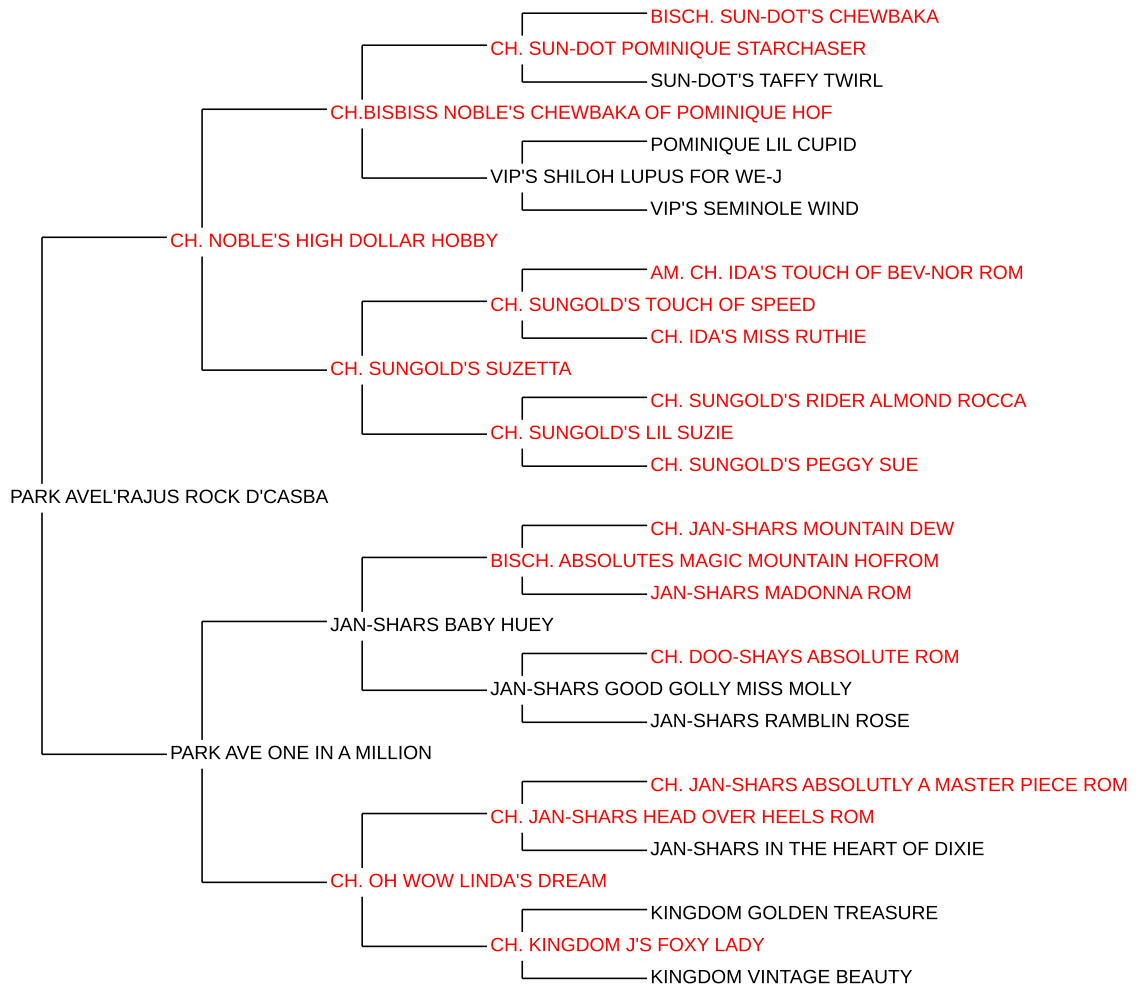 BISCH. SUN-DOT'S CHEWBAKA
CH. SUN-DOT POMINIQUE STARCHASER
SUN-DOT'S TAFFY TWIRL
CH.BISBISS NOBLE'S CHEWBAKA OF POMINIQUE HOF
POMINIQUE LIL CUPID
VIP'S SHILOH LUPUS FOR WE-J
VIP'S SEMINOLE WIND
CH. NOBLE'S HIGH DOLLAR HOBBY
AM. CH. IDA'S TOUCH OF BEV-NOR ROM
CH. SUNGOLD'S TOUCH OF SPEED
CH. IDA'S MISS RUTHIE
CH. SUNGOLD'S SUZETTA
CH. SUNGOLD'S RIDER ALMOND ROCCA
CH. SUNGOLD'S LIL SUZIE
CH. SUNGOLD'S PEGGY SUE
PARK AVEL'RAJUS ROCK D'CASBA
CH. JAN-SHARS MOUNTAIN DEW
BISCH. ABSOLUTES MAGIC MOUNTAIN HOFROM
JAN-SHARS MADONNA ROM
JAN-SHARS BABY HUEY
CH. DOO-SHAYS ABSOLUTE ROM
JAN-SHARS GOOD GOLLY MISS MOLLY
JAN-SHARS RAMBLIN ROSE
PARK AVE ONE IN A MILLION
CH. JAN-SHARS ABSOLUTLY A MASTER PIECE ROM
CH. JAN-SHARS HEAD OVER HEELS ROM
JAN-SHARS IN THE HEART OF DIXIE
CH. OH WOW LINDA'S DREAM
KINGDOM GOLDEN TREASURE
CH. KINGDOM J'S FOXY LADY
KINGDOM VINTAGE BEAUTY